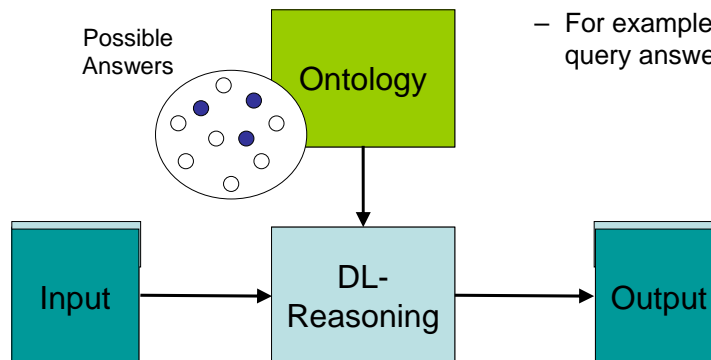 Possible
Answers
– For example
query answe
Ontology
Input
DL-
Reasoning
Output